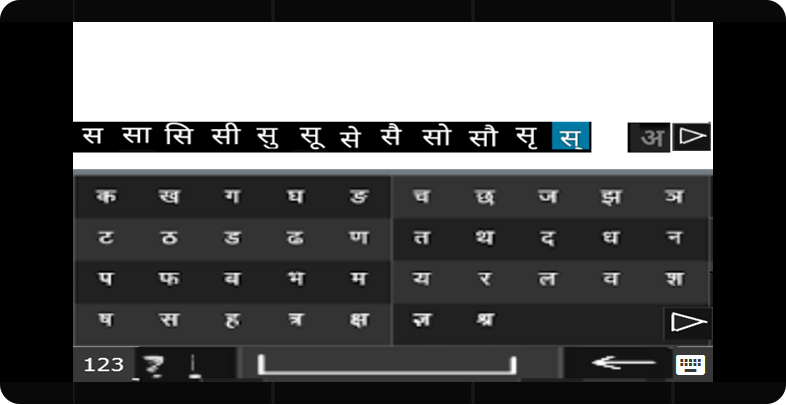 स सा सि सी सु सू से सै सो सौ सृ स् अ
क ख ग घ ङ च छ ज झ ञ
ट ठ ड ढ ण त थ द ध न
प फ ब भ म य र ल व श
ष स ह त्र क्ष ज्ञ श्र
123 ? !